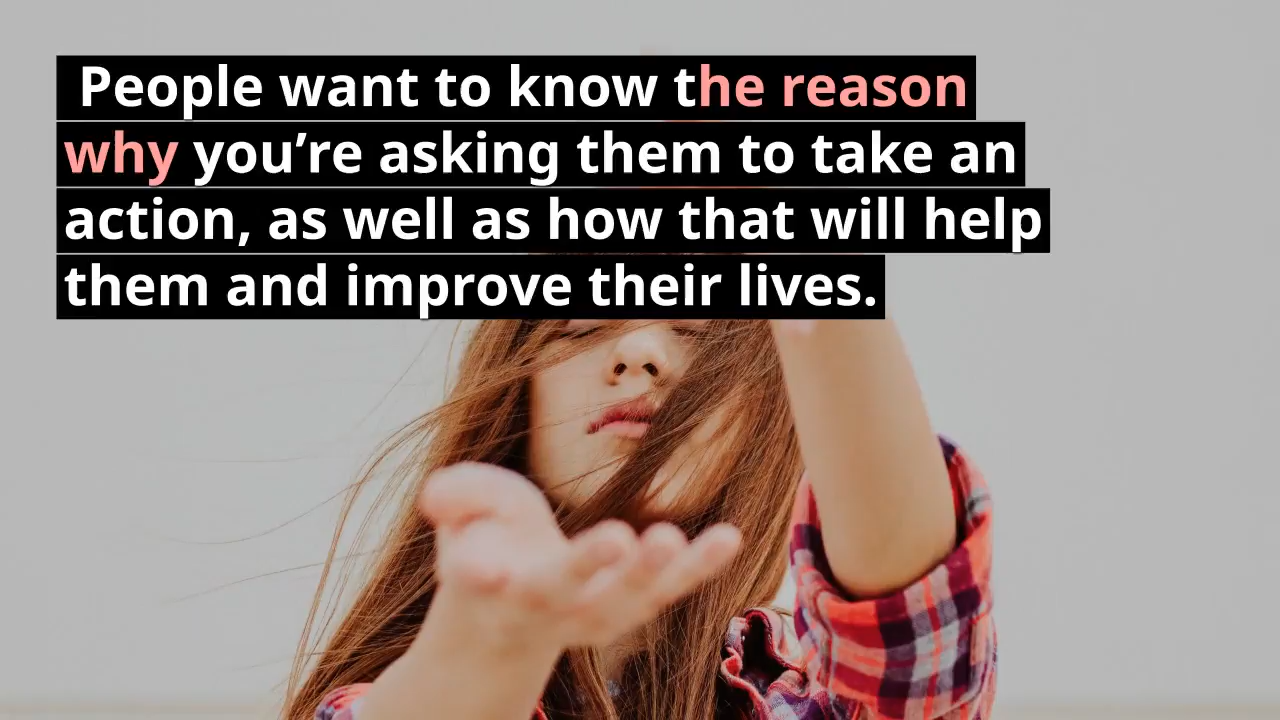 People want to know the reason
why you’re asking them to take an
action, as well as how that will help
them and improve their lives.